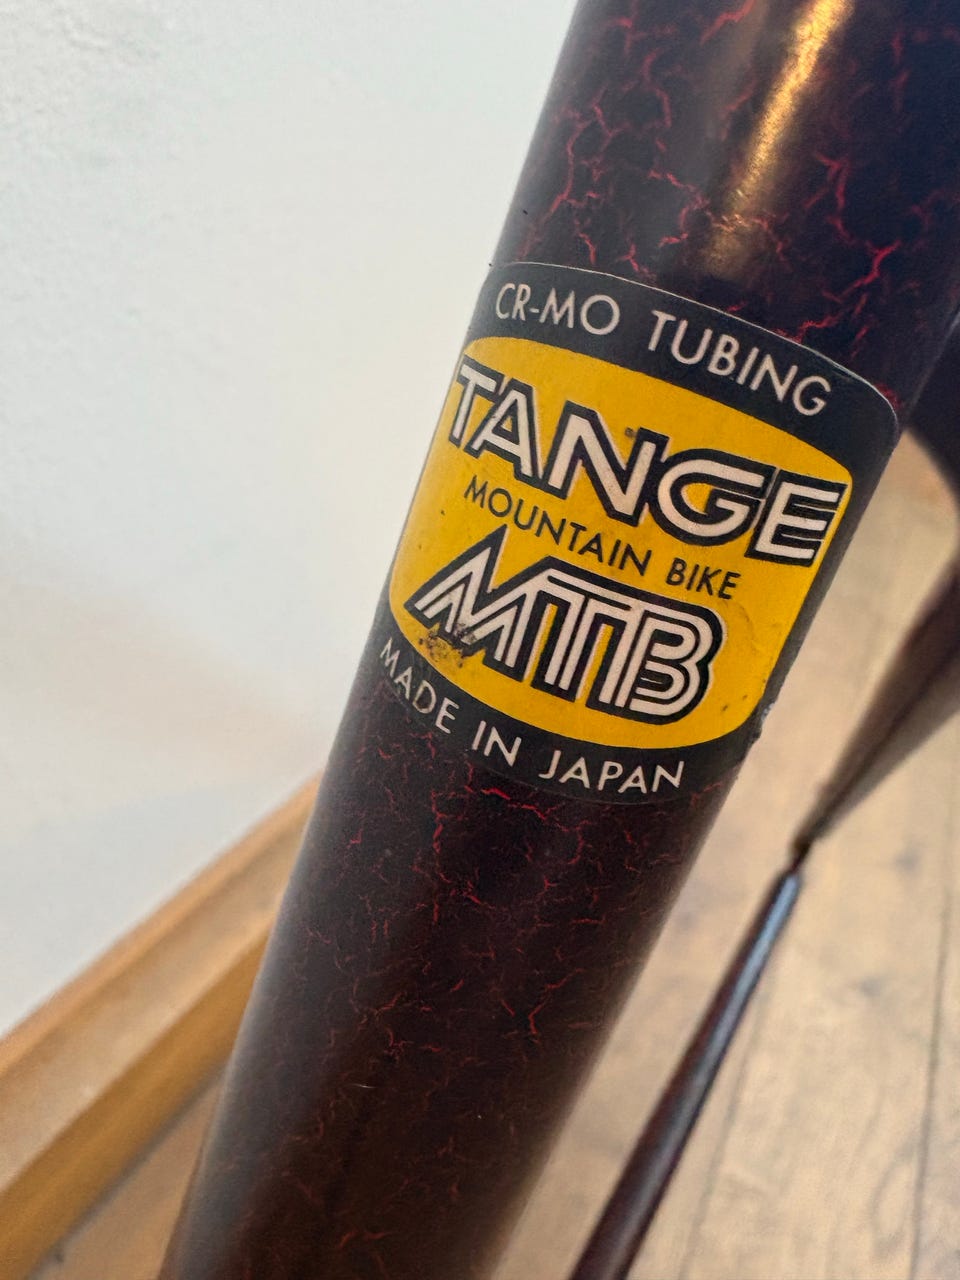 CR-MO TUBING
TANGE
MOUNTAIN BIKE
MTB
MADE IN JAPAN